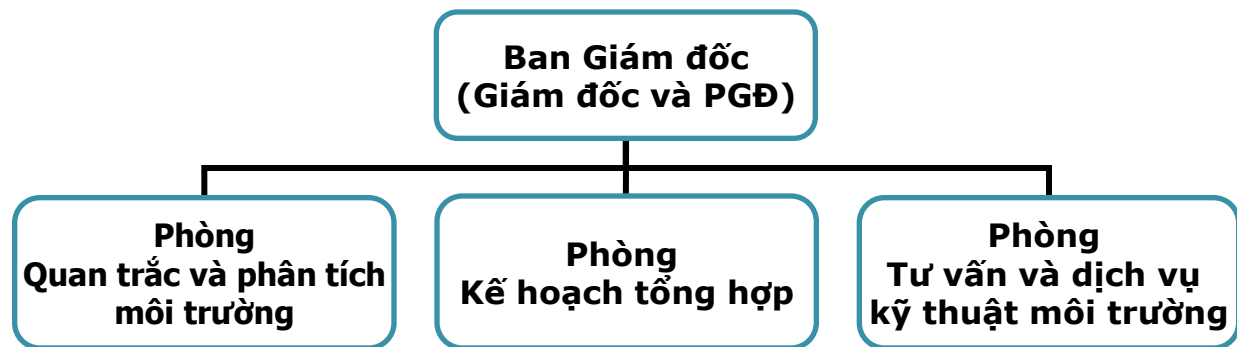 Ban Giám đốc
(Giám đốc và PGĐ)
Phòng
Quan trắc và phân tích
môi trường
Phòng
Kế hoạch tổng hợp
Phòng
Tư vấn và dịch vụ
kỹ thuật môi trường